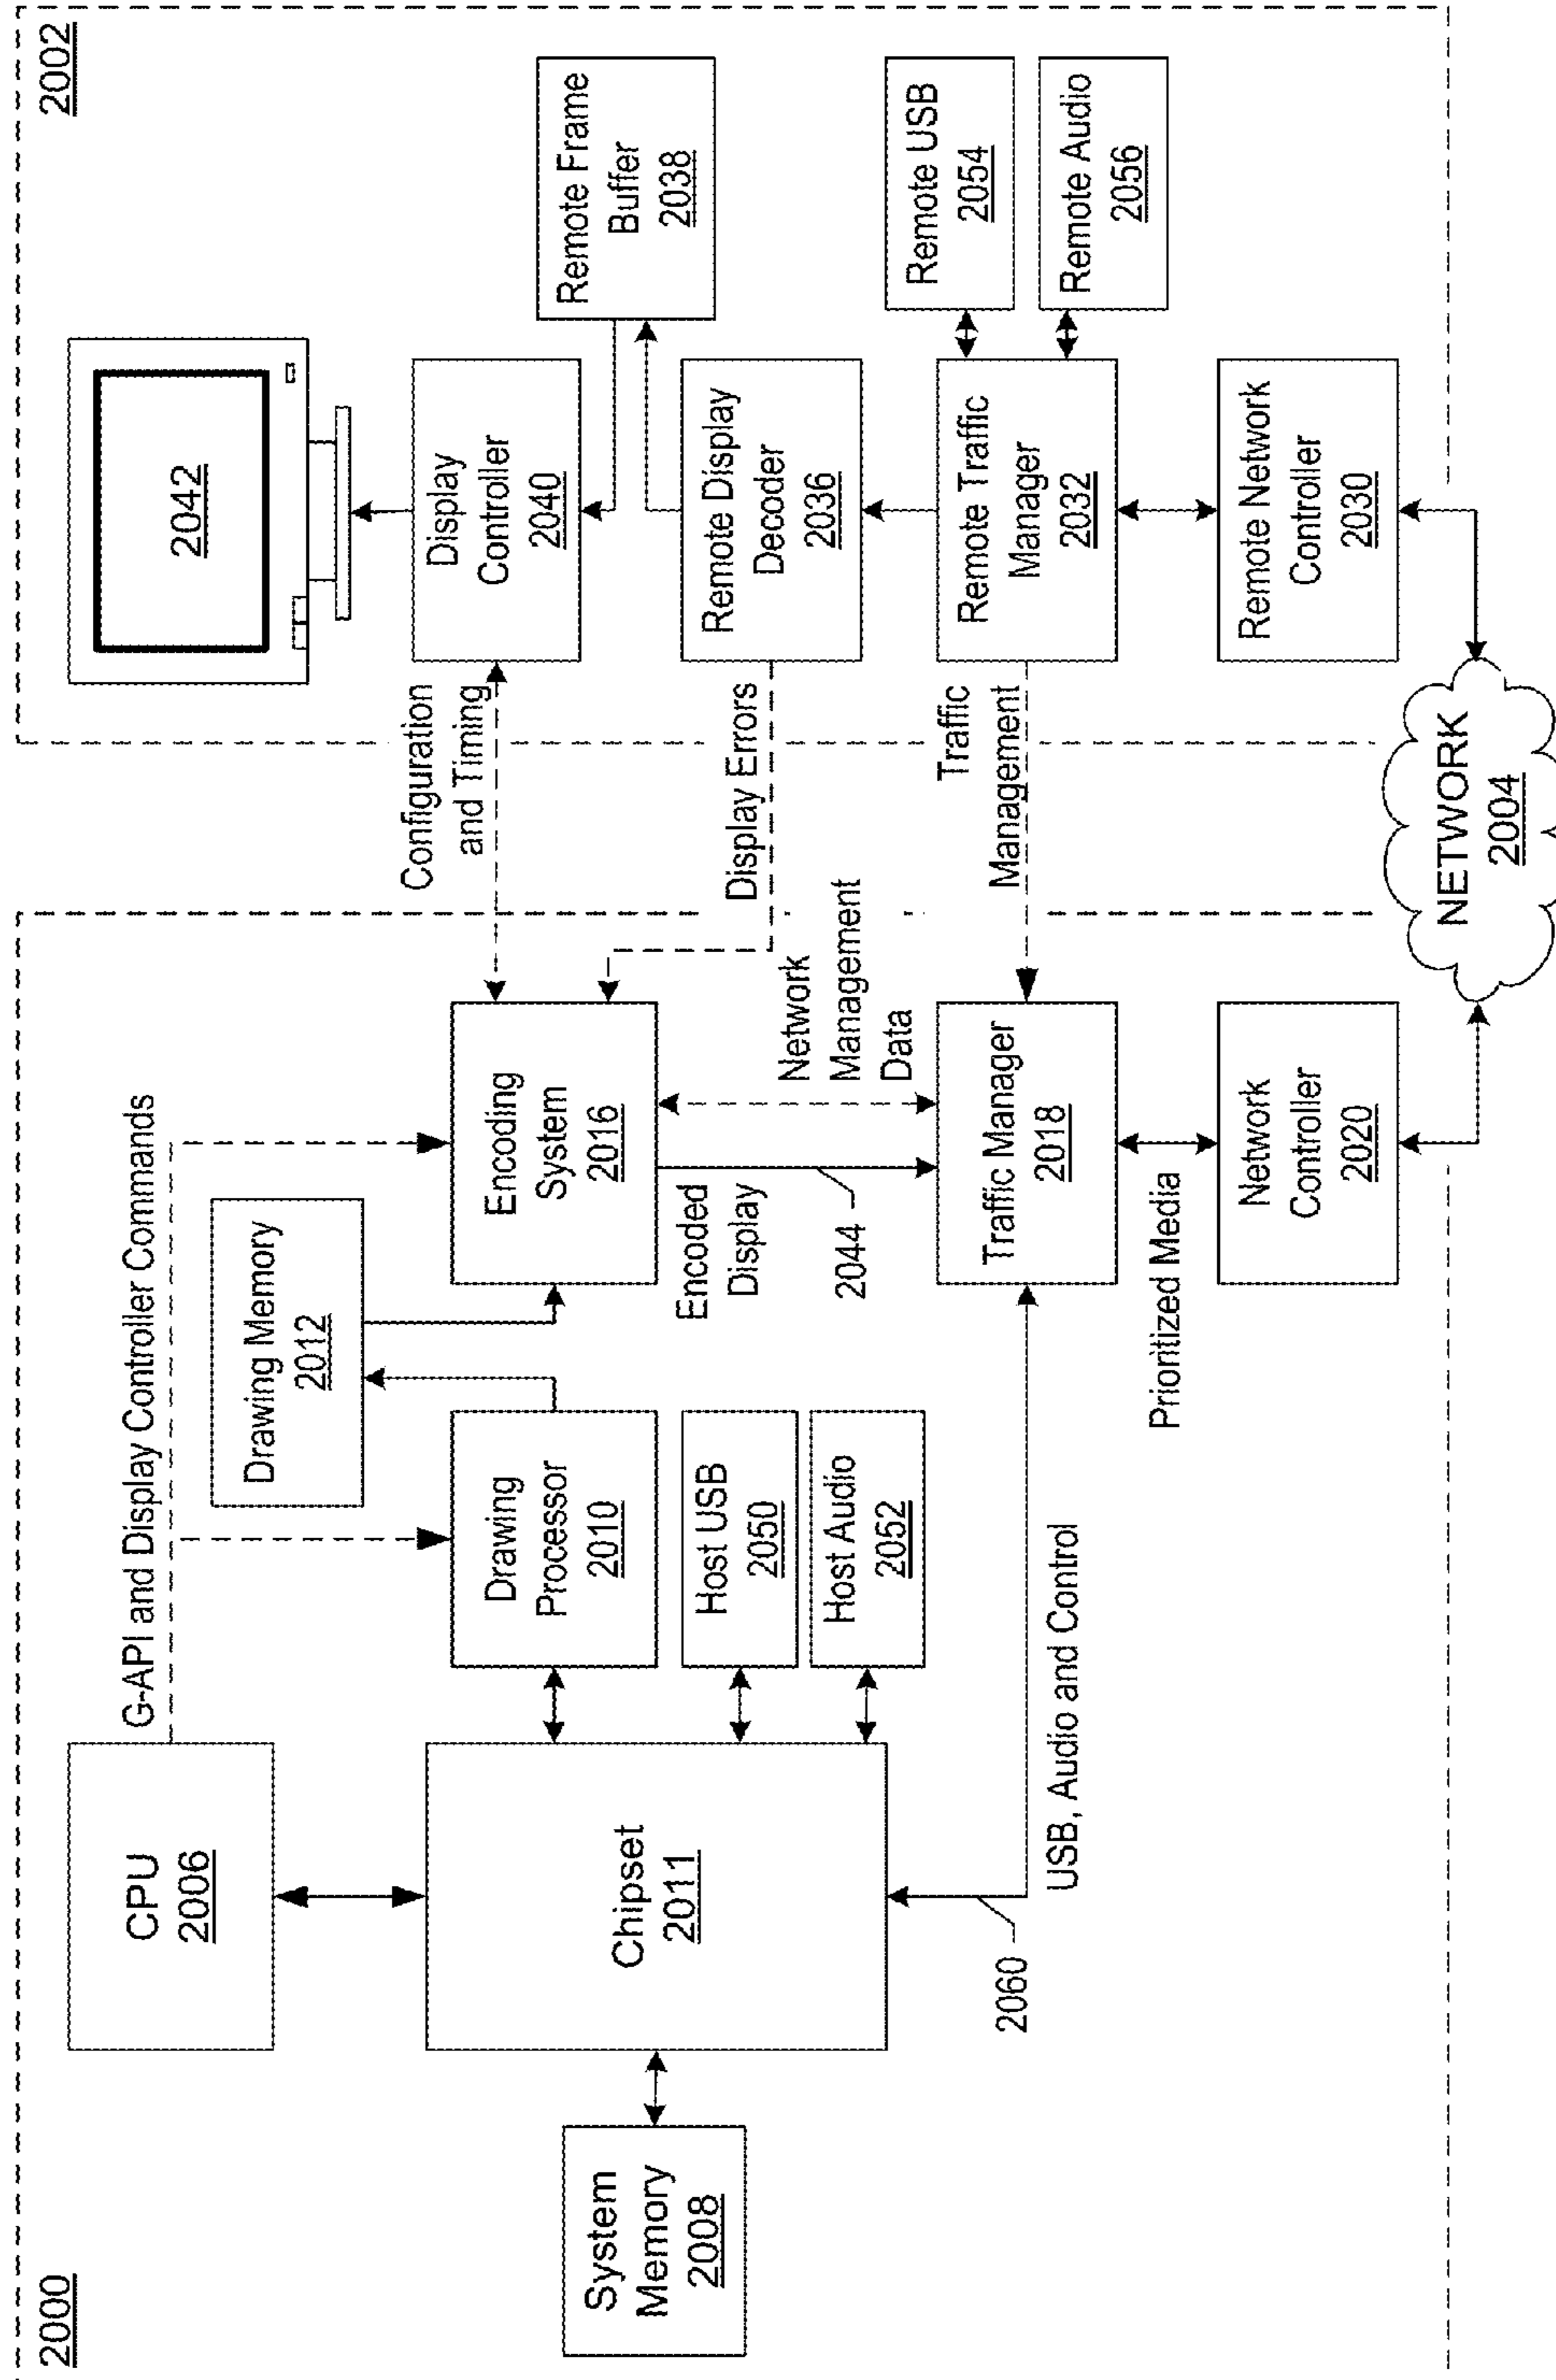 2000
2002
CPU
2006
G-API and Display Controller Commands
Drawing Memory
2012
System
Memory
2008
Chipset
2011
Drawing
Processor
2010
Host USB
2050
Host Audio
2052
Encoding
System
2016
Encoded
Display
2044
Network
Management
Data
2060
USB, Audio and Control
Traffic Manager
2018
Prioritized Media
Network
Controller
2020
Configuration
and Timing
Display Errors
Traffic
Management
NETWORK
2004
2042
Display
Controller
2040
Remote Frame
Buffer
2038
Remote Display
Decoder
2036
Remote Traffic
Manager
2032
Remote USB
2054
Remote Audio
2056
Remote Network
Controller
2030